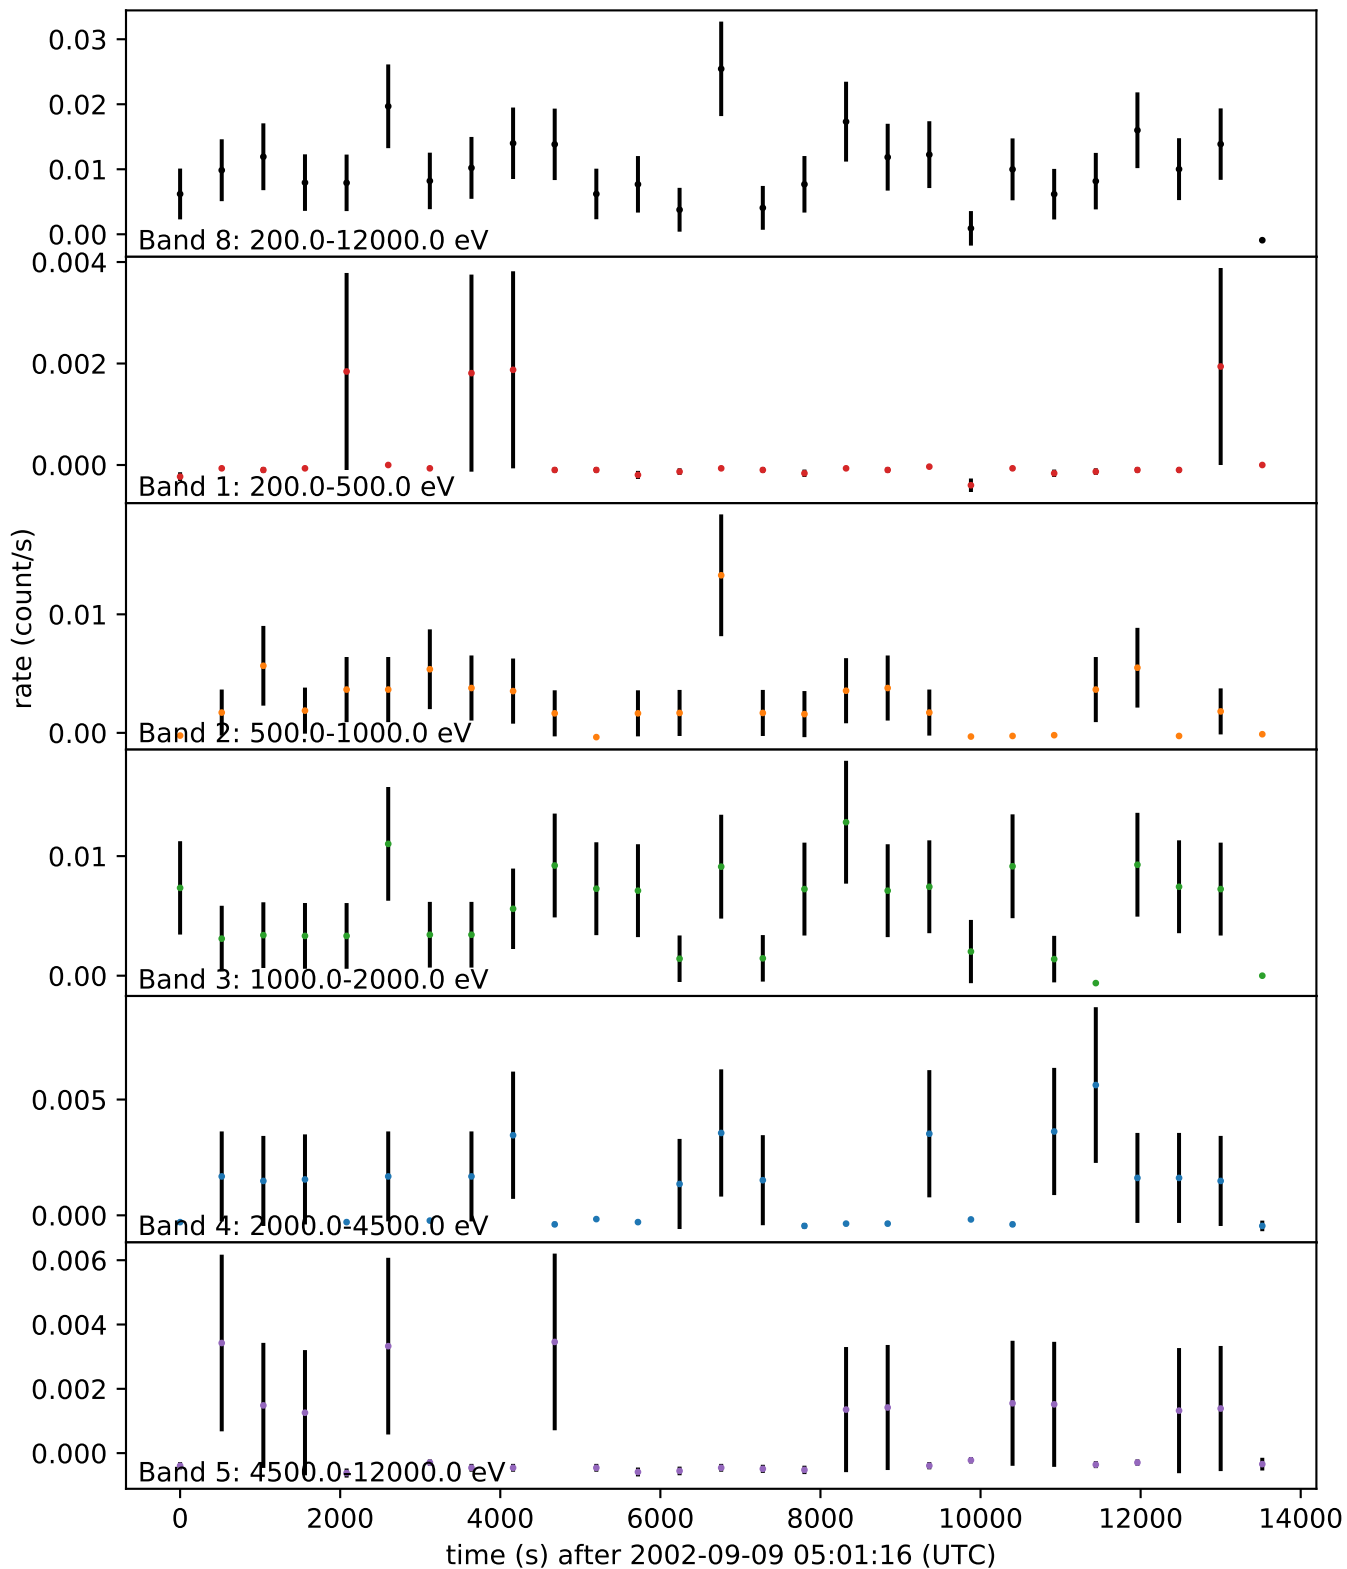 0.03
0.02
0.01
0.00
Band 8: 200.0-12000.0 eV
0.004
0.002
0.000
Band 1: 200.0-500.0 eV
rate (count/s)
0.01
0.00
Band 2: 500.0-1000.0 eV
0.01
0.00
Band 3: 1000.0-2000.0 eV
0.005
0.000
Band 4: 2000.0-4500.0 eV
0.006
0.004
0.002
0.000
Band 5: 4500.0-12000.0 eV
0 2000 4000 6000 8000 10000 12000 14000
time (s) after 2002-09-09 05:01:16 (UTC)